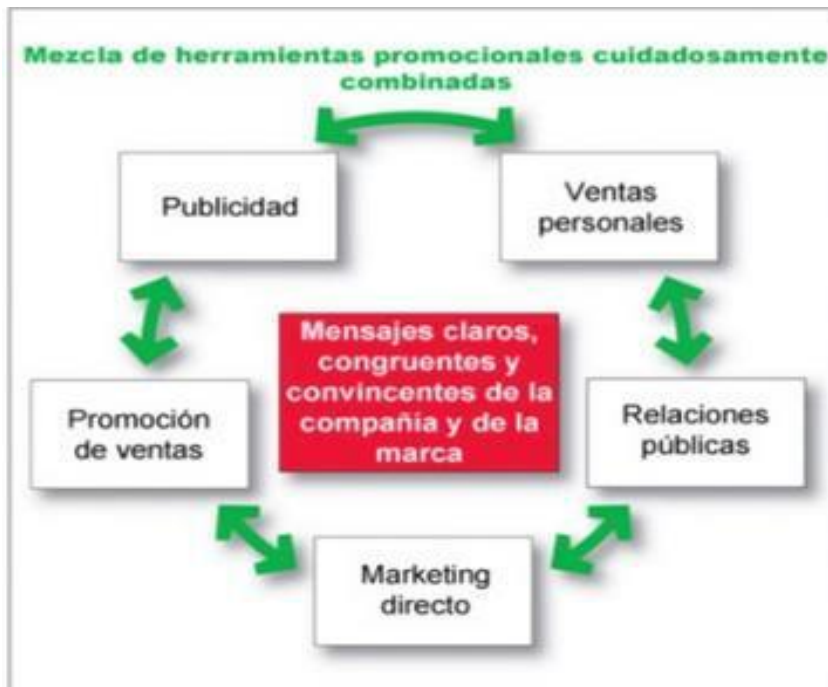 Mezcla de herramientas promocionales cuidadosamente
combinadas
Publicidad
Ventas
personales
Mensajes claros,
congruentes y
convincentes de la
compañía y de la
marca
Promoción
de ventas
Relaciones
públicas
Marketing
directo